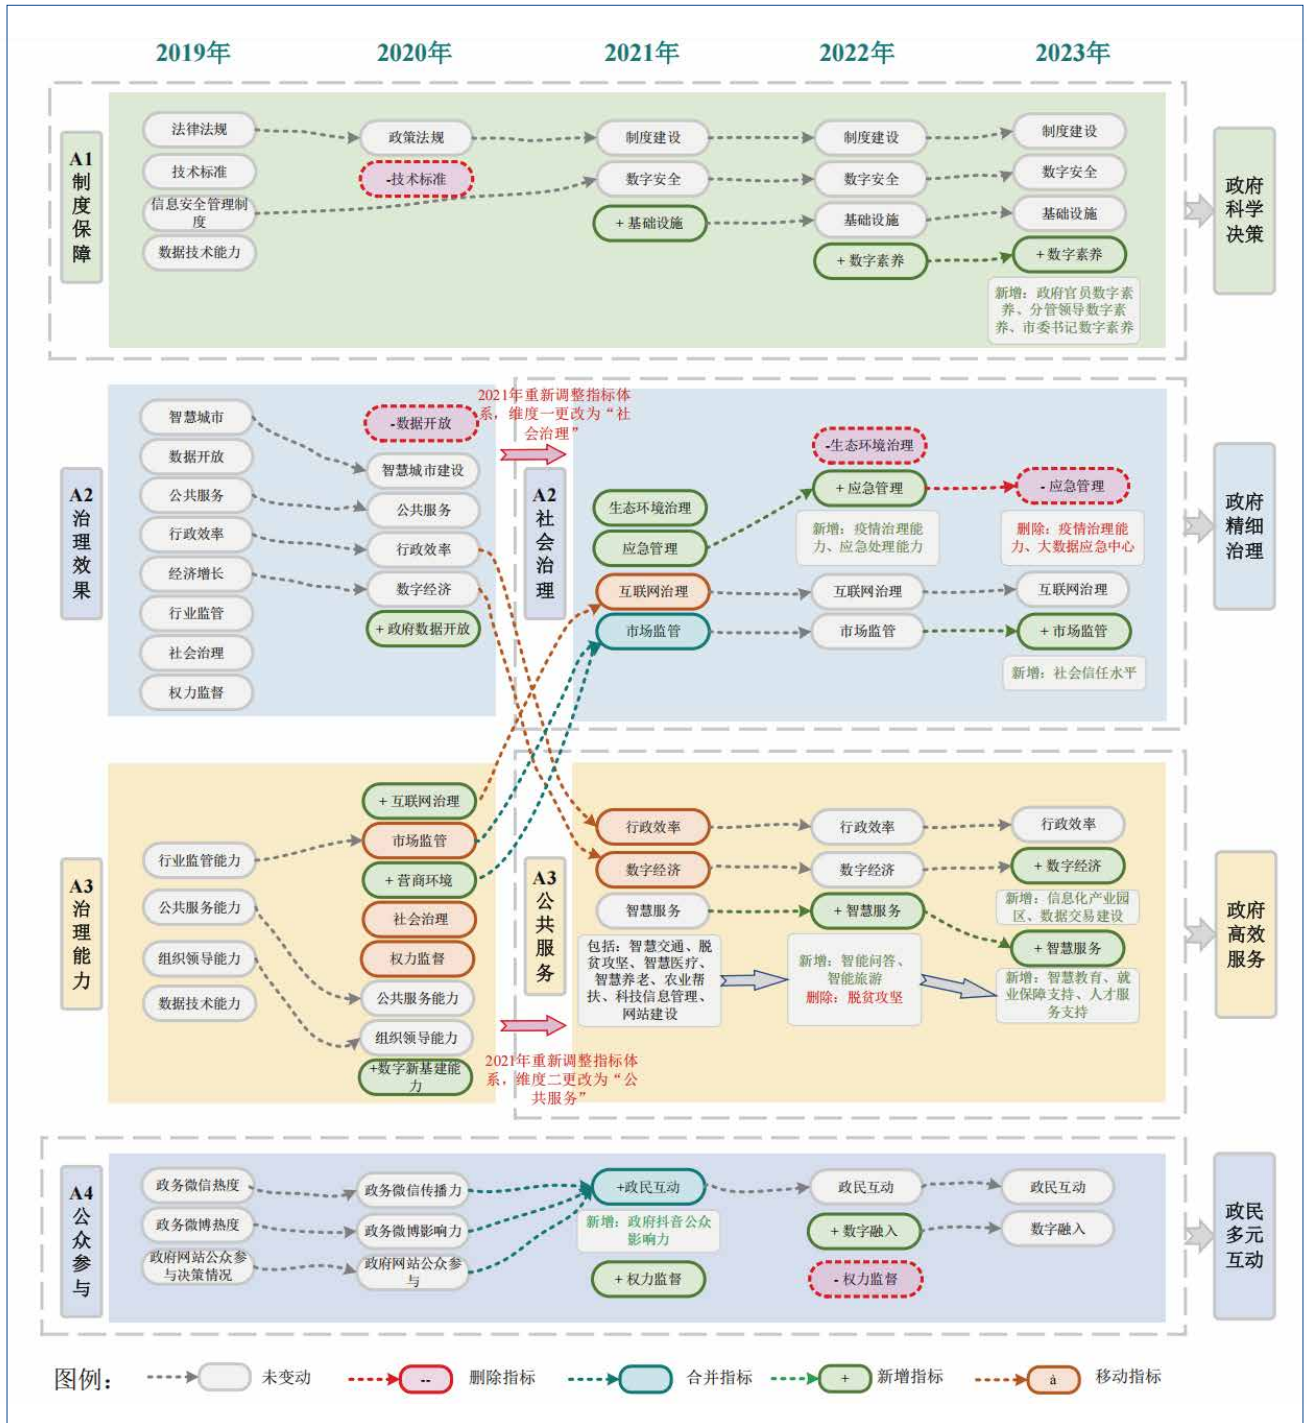 2019年
2020年
2021年
2022年
2023年
A1
制
度
保
障
法律法规
技术标准
信息安全管理制
度
数据技术能力
政策法规
-技术标准
制度建设
数字安全
+ 基础设施
制度建设
数字安全
基础设施
+ 数字素养
制度建设
数字安全
基础设施
+ 数字素养
新增：政府官员数字素
养、分管领导数字素
养、市委书记数字素养
政府
科学
决策
A2
治
理
效
果
智慧城市
数据开放
公共服务
行政效率
经济增长
行业监管
社会治理
权力监督
-数据开放
智慧城市建设
公共服务
行政效率
数字经济
+ 政府数据开放
2021年重新调整指标体
系，维度一更改为“社
会治理”
A2
社
会
治
理
生态环境治理
应急管理
互联网治理
市场监管
-生态环境治理
+ 应急管理
新增：疫情治理能
力、应急处理能力
互联网治理
市场监管
- 应急管理
删除：疫情治理能
力、大数据应急中心
互联网治理
+ 市场监管
新增：社会信任水平
政府
精细
治理
A3
治
理
能
力
行业监管能力
公共服务能力
组织领导能力
数据技术能力
+ 互联网治理
市场监管
+ 营商环境
社会治理
权力监督
公共服务能力
组织领导能力
+数字新基建能
力
2021年重新调整指标体
系，维度二更改为“公
共服务”
A3
公
共
服
务
行政效率
数字经济
智慧服务
包括：智慧交通、脱
贫攻坚、智慧医疗、
智慧养老、农业帮
扶、科技信息管理、
网站建设
行政效率
数字经济
+ 智慧服务
新增：智能问答、
智能旅游
删除：脱贫攻坚
行政效率
+ 数字经济
新增：信息化产业园
区、数据交易建设
+ 智慧服务
新增：智慧教育、就
业保障支持、人才服
务支持
政府
高效
服务
A4
公
众
参
与
政务微信热度
政务微博热度
政府网站公众参
与决策情况
政务微信传播力
政务微博影响力
政府网站公众参
与
+政民互动
新增：政府抖音公众
影响力
+ 权力监督
政民互动
+ 数字融入
- 权力监督
政民互动
数字融入
政民
多元
互动
图例：
未变动
--
删除指标
合并指标
+
新增指标
à
移动指标